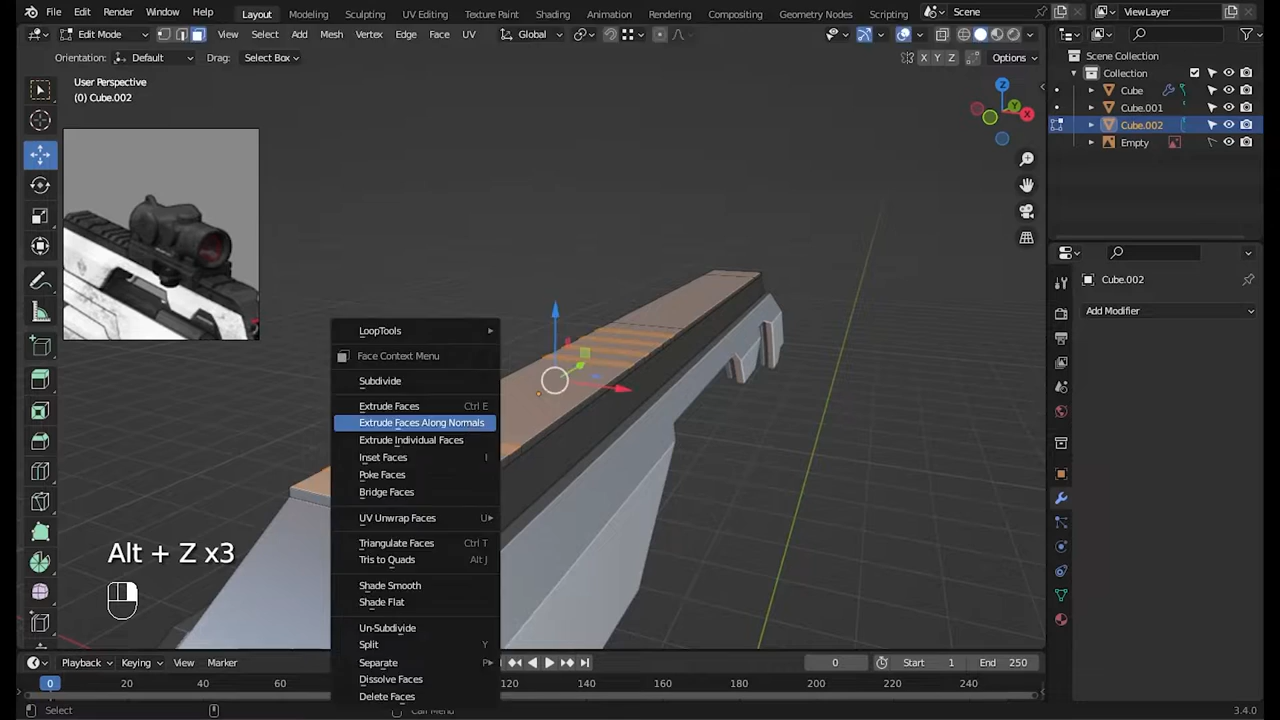 File Edit Render Window Help Layout Modeling Sculpting UV Editing Texture Paint Shading Animation Rendering Compositing Geometry Nodes Scripting Scene ViewLayer
Edit Mode View Select Add Mesh Vertex Edge Face UV Global
Orientation: Default Drag: Select Box X Y Z Options
User Perspective
(0) Cube.002
Z
Y
X
Scene Collection
Collection
Cube
Cube.001
Cube.002
Empty
Cube.002
Add Modifier
LoopTools
Face Context Menu
Subdivide
Extrude Faces Ctrl E
Extrude Faces Along Normals
Extrude Individual Faces
Inset Faces I
Poke Faces
Bridge Faces
UV Unwrap Faces U
Triangulate Faces Ctrl T
Tris to Quads Alt J
Shade Smooth
Shade Flat
Un-Subdivide
Split Y
Separate P
Dissolve Faces
Delete Faces
Alt + Z x3
Playback Keying View Marker 0 Start 1 End 250
0 20 40 60 120 140 160 180 200 220 240
Select Call Menu 3.4.0